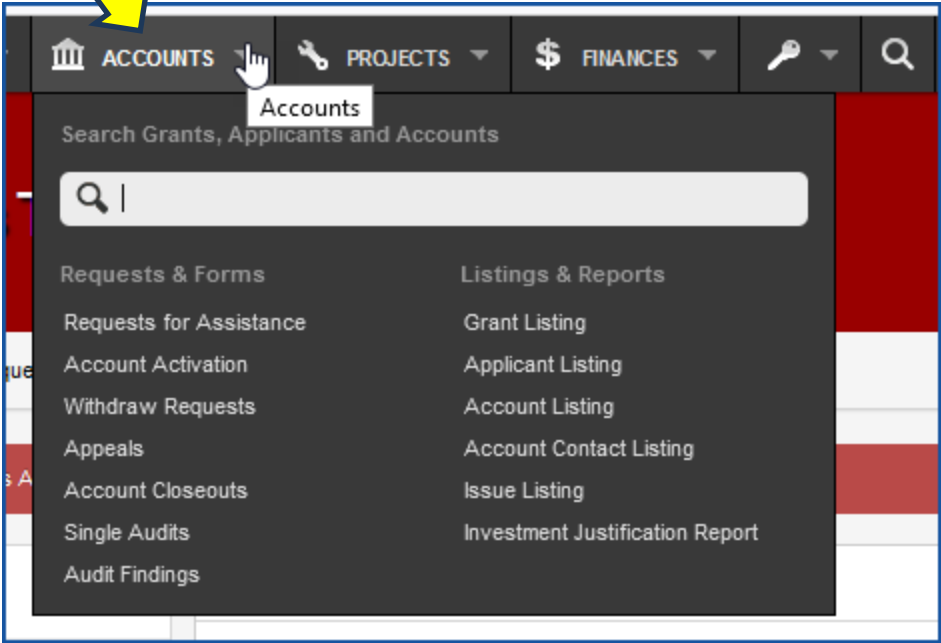 ACCOUNTS PROJECTS FINANCES
Accounts
Search Grants, Applicants and Accounts
Requests & Forms
Requests for Assistance
Account Activation
Withdraw Requests
Appeals
Account Closeouts
Single Audits
Audit Findings
Listings & Reports
Grant Listing
Applicant Listing
Account Listing
Account Contact Listing
Issue Listing
Investment Justification Report